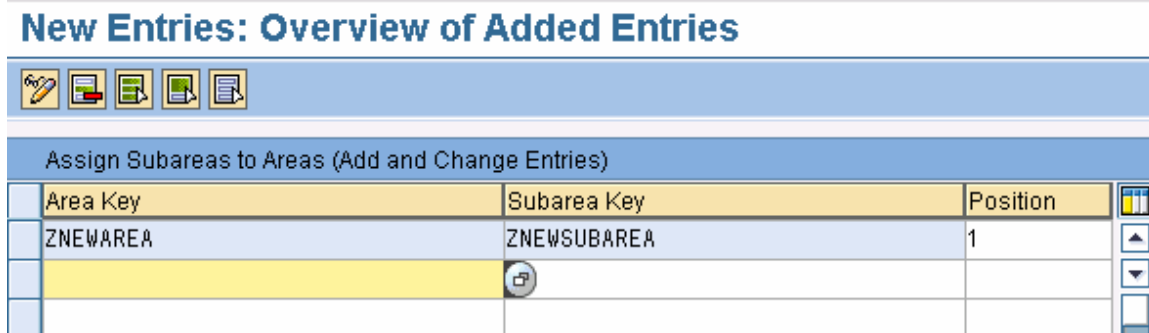 New Entries: Overview of Added Entries
Assign Subareas to Areas (Add and Change Entries)
Area Key Subarea Key Position
ZNEWAREA ZNEWSUBAREA 1